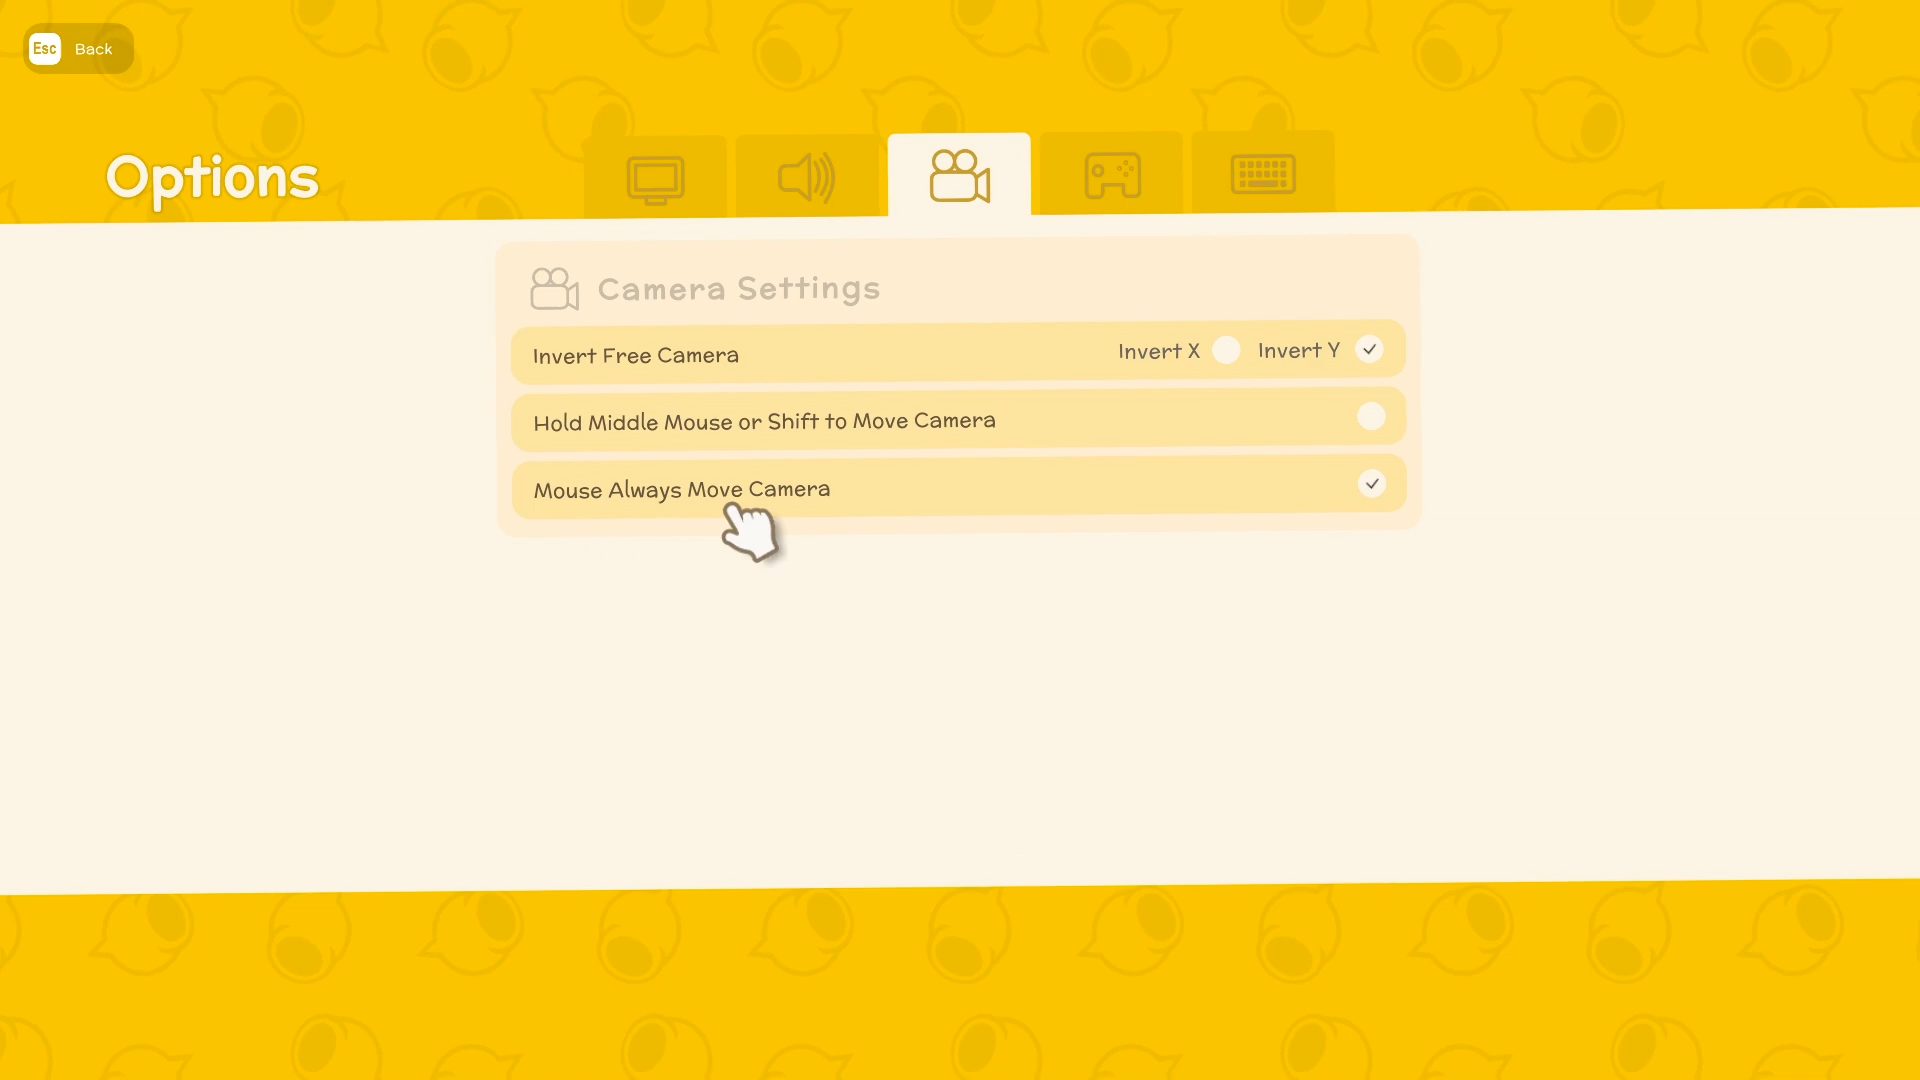 Esc Back
Options
Camera Settings
Invert Free Camera Invert X Invert Y
Hold Middle Mouse or Shift to Move Camera
Mouse Always Move Camera